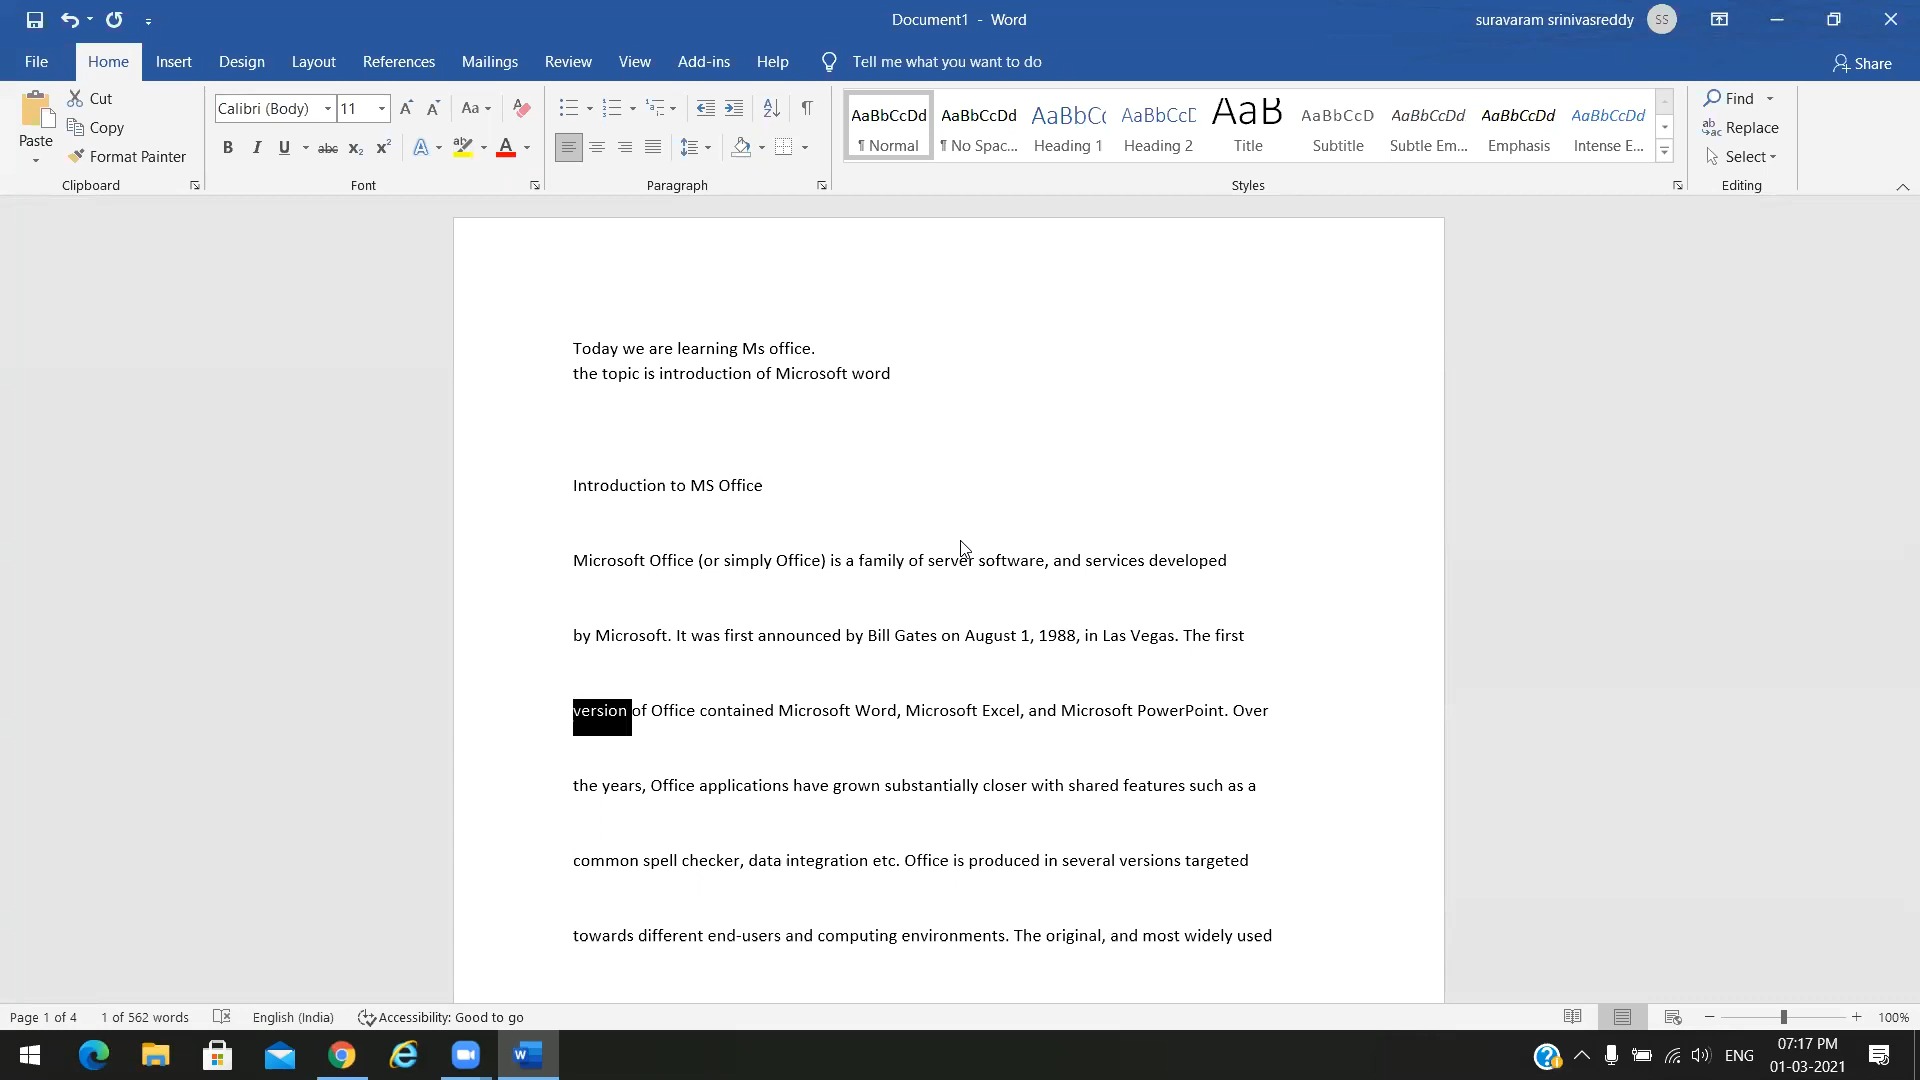 Document1 - Word
suravaram srinivasreddy
SS
File
Home
Insert
Design
Layout
References
Mailings
Review
View
Add-ins
Help
Tell me what you want to do
Share
Paste
Cut
Copy
Format Painter
Clipboard
Calibri (Body)
11
Aa
B I U abc x₂ x²
A
A
Font
Paragraph
AaBbCcDd
¶ Normal
AaBbCcDd
¶ No Spac...
AaBbCc
Heading 1
AaBbCcD
Heading 2
AaB
Title
AaBbCcD
Subtitle
AaBbCcDd
Subtle Em...
AaBbCcDd
Emphasis
AaBbCcDd
Intense E...
Styles
Find
Replace
Select
Editing
Today we are learning Ms office.
the topic is introduction of Microsoft word
Introduction to MS Office
Microsoft Office (or simply Office) is a family of server software, and services developed
by Microsoft. It was first announced by Bill Gates on August 1, 1988, in Las Vegas. The first
version of Office contained Microsoft Word, Microsoft Excel, and Microsoft PowerPoint. Over
the years, Office applications have grown substantially closer with shared features such as a
common spell checker, data integration etc. Office is produced in several versions targeted
towards different end-users and computing environments. The original, and most widely used
Page 1 of 4
1 of 562 words
English (India)
Accessibility: Good to go
100%
ENG
07:17 PM
01-03-2021